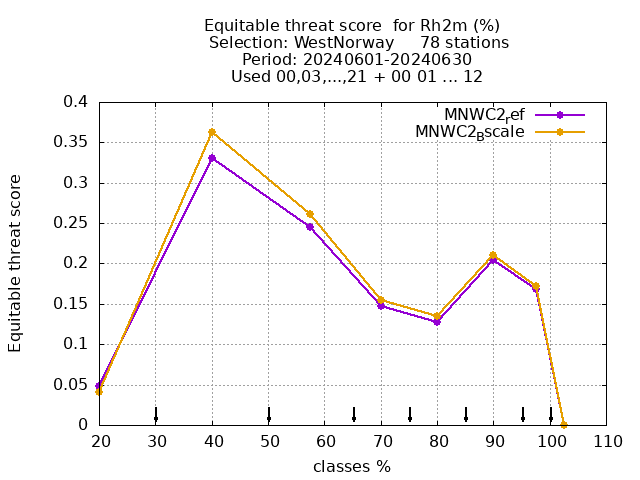 Equitable threat score  for Rh2m (%)
Selection: WestNorway     78 stations
Period: 20240601-20240630
Used 00,03,...,21 + 00 01 ... 12
MNWC2ref
MNWC2Bscale
Equitable threat score
0.4
0.35
0.3
0.25
0.2
0.15
0.1
0.05
0
20 30 40 50 60 70 80 90 100 110
classes %